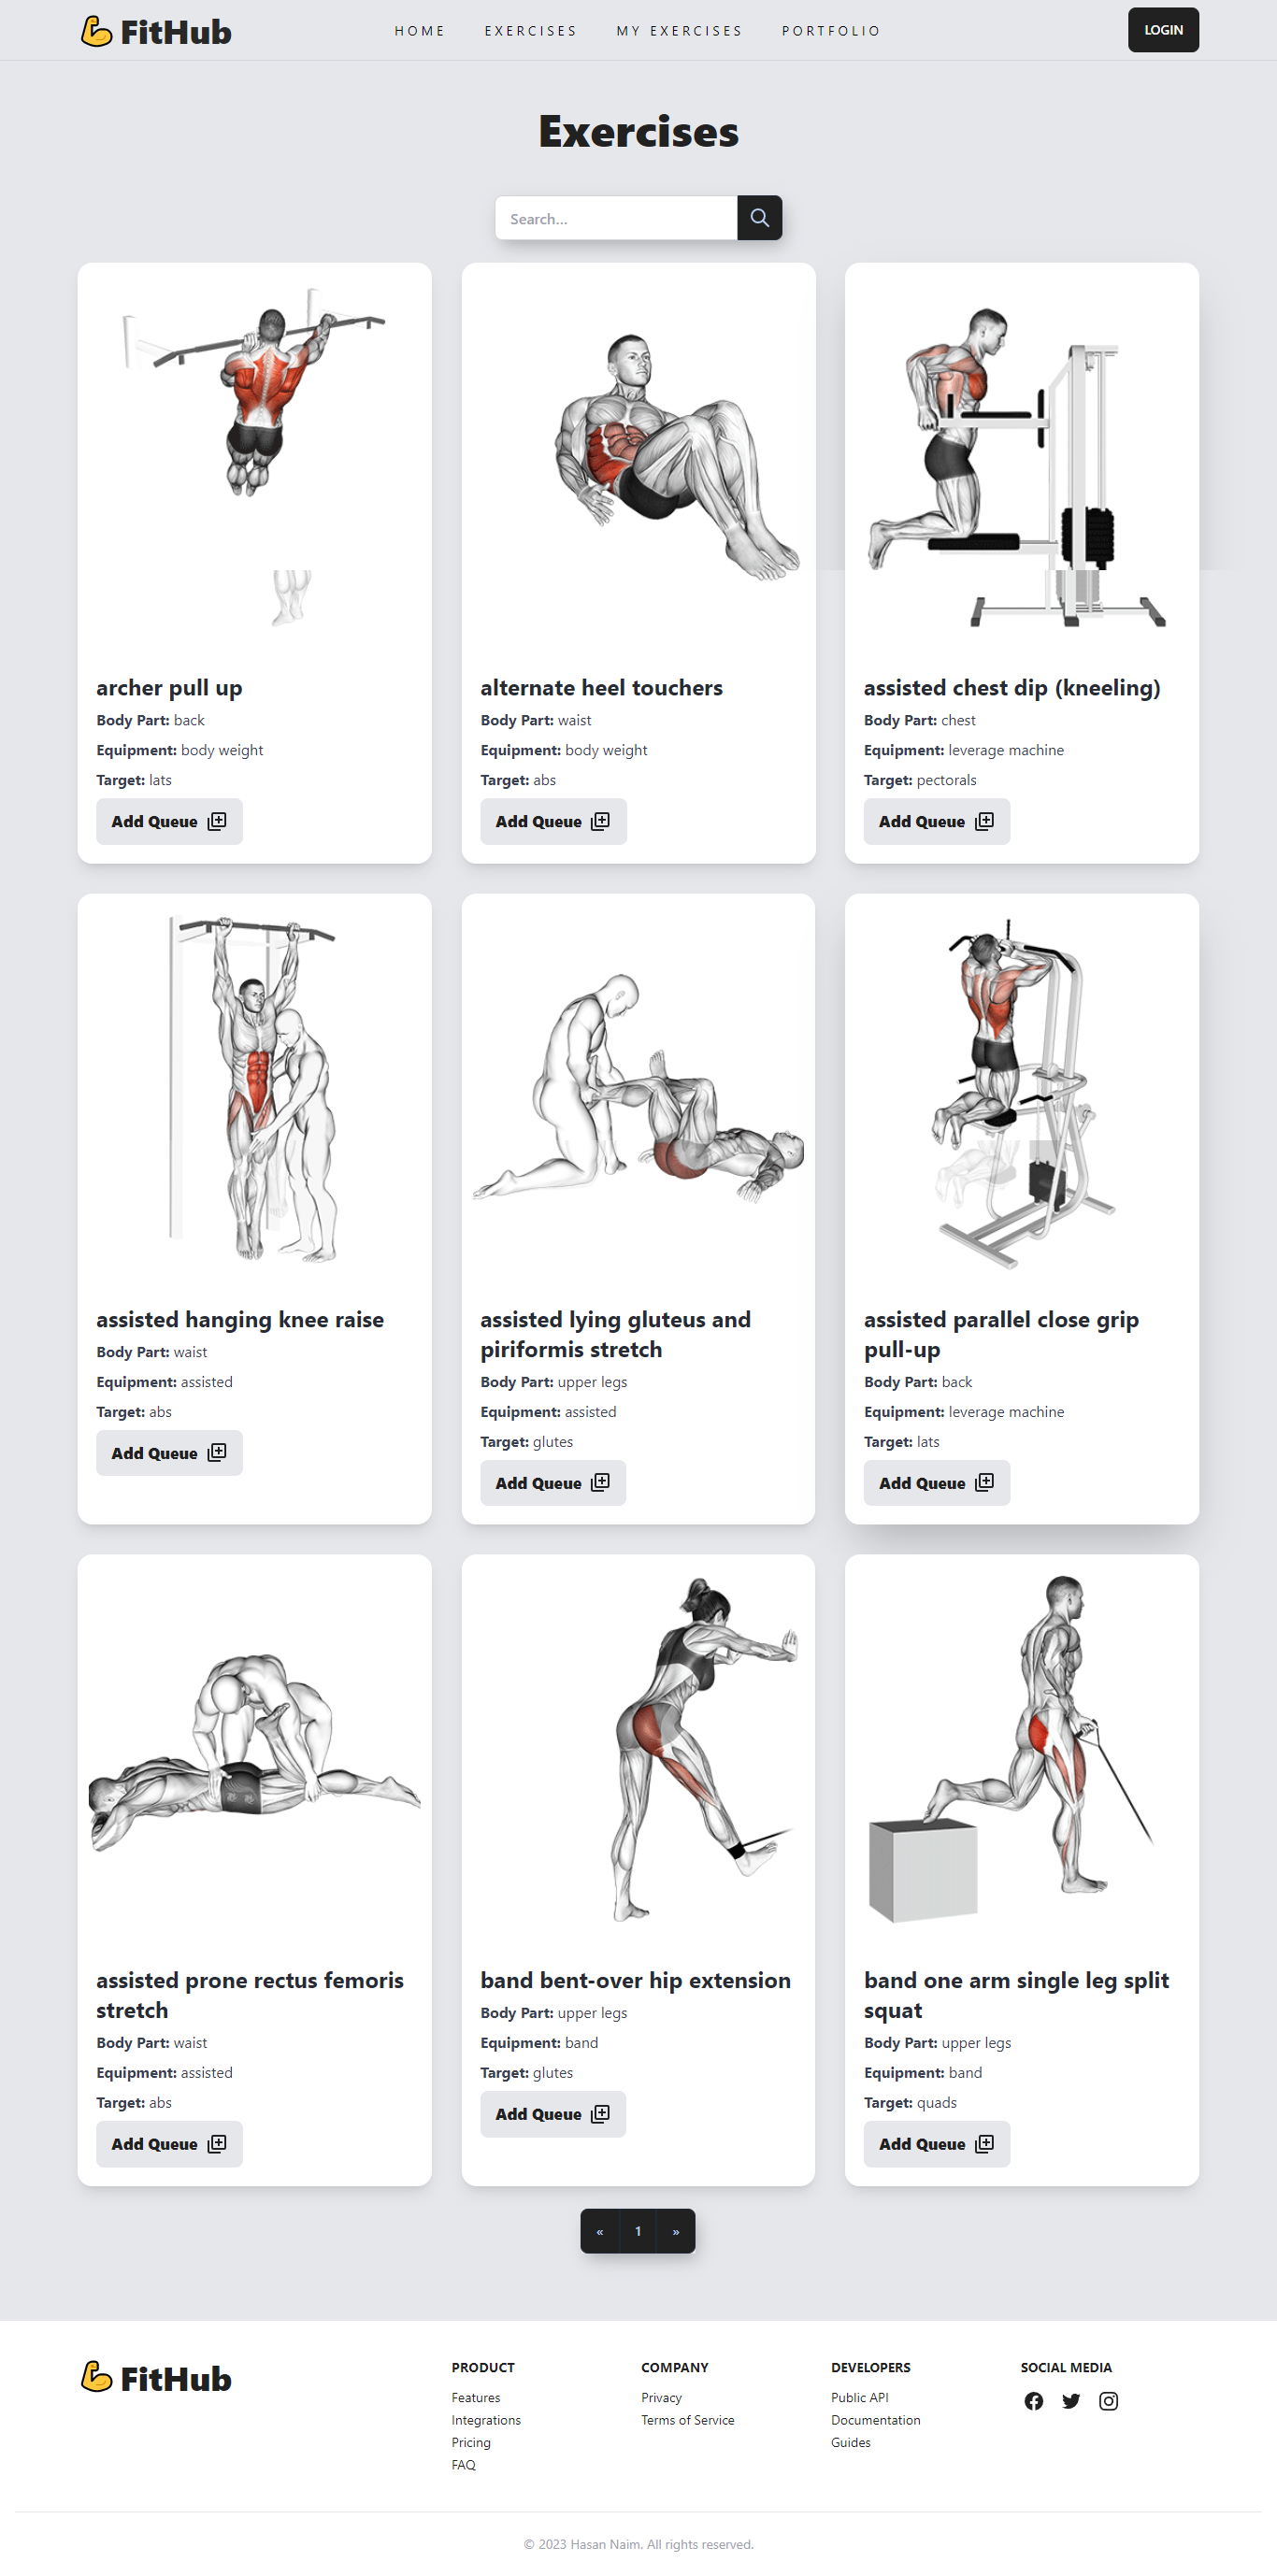 FitHub
HOME
EXERCISES
MY EXERCISES
PORTFOLIO
LOGIN
Exercises
Search...
archer pull up
Body Part: back
Equipment: body weight
Target: lats
Add Queue
alternate heel touchers
Body Part: waist
Equipment: body weight
Target: abs
Add Queue
assisted chest dip (kneeling)
Body Part: chest
Equipment: leverage machine
Target: pectorals
Add Queue
assisted hanging knee raise
Body Part: waist
Equipment: assisted
Target: abs
Add Queue
assisted lying gluteus and
piriformis stretch
Body Part: upper legs
Equipment: assisted
Target: glutes
Add Queue
assisted parallel close grip
pull-up
Body Part: back
Equipment: leverage machine
Target: lats
Add Queue
assisted prone rectus femoris
stretch
Body Part: waist
Equipment: assisted
Target: abs
Add Queue
band bent-over hip extension
Body Part: upper legs
Equipment: band
Target: glutes
Add Queue
band one arm single leg split
squat
Body Part: upper legs
Equipment: band
Target: quads
Add Queue
« 1 »
FitHub
PRODUCT
Features
Integrations
Pricing
FAQ
COMPANY
Privacy
Terms of Service
DEVELOPERS
Public API
Documentation
Guides
SOCIAL MEDIA
© 2023 Hasan Naim. All rights reserved.